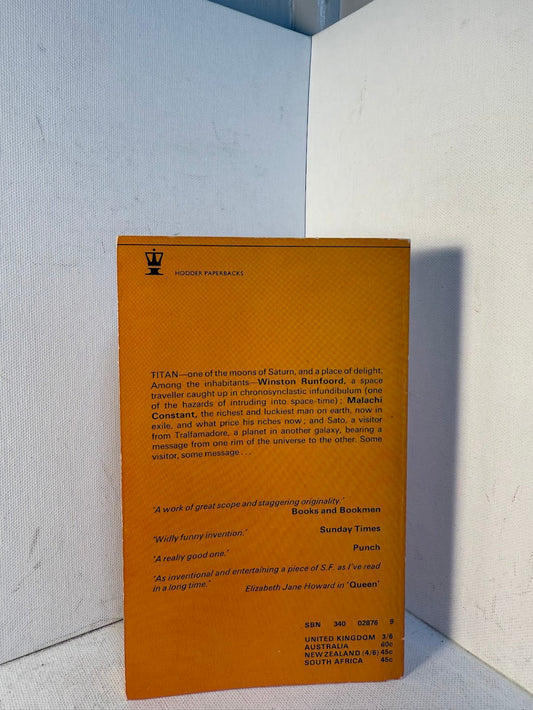 HODDER PAPERBACKS
TITAN—one of the moons of Saturn, and a place of delight.
Among the inhabitants—Winston Runfoord, a space
traveller caught up in chronosynclastic infundibulum (one
of the hazards of intruding into space-time); Malachi
Constant, the richest and luckiest man on earth, now in
exile, and what price his riches now; and Sato, a visitor
from Tralfamadore, a planet in another galaxy, bearing a
message from one rim of the universe to the other. Some
visitor, some message...
'A work of great scope and staggering originality.'
Books and Bookmen
'Widly funny invention.'
Sunday Times
'A really good one.'
Punch
'As inventional and entertaining a piece of S.F. as I've read
in a long time.'
Elizabeth Jane Howard in 'Queen'
SBN 340 02876 9
UNITED KINGDOM 3/6
AUSTRALIA 60c
NEW ZEALAND (4/6) 45c
SOUTH AFRICA 45c